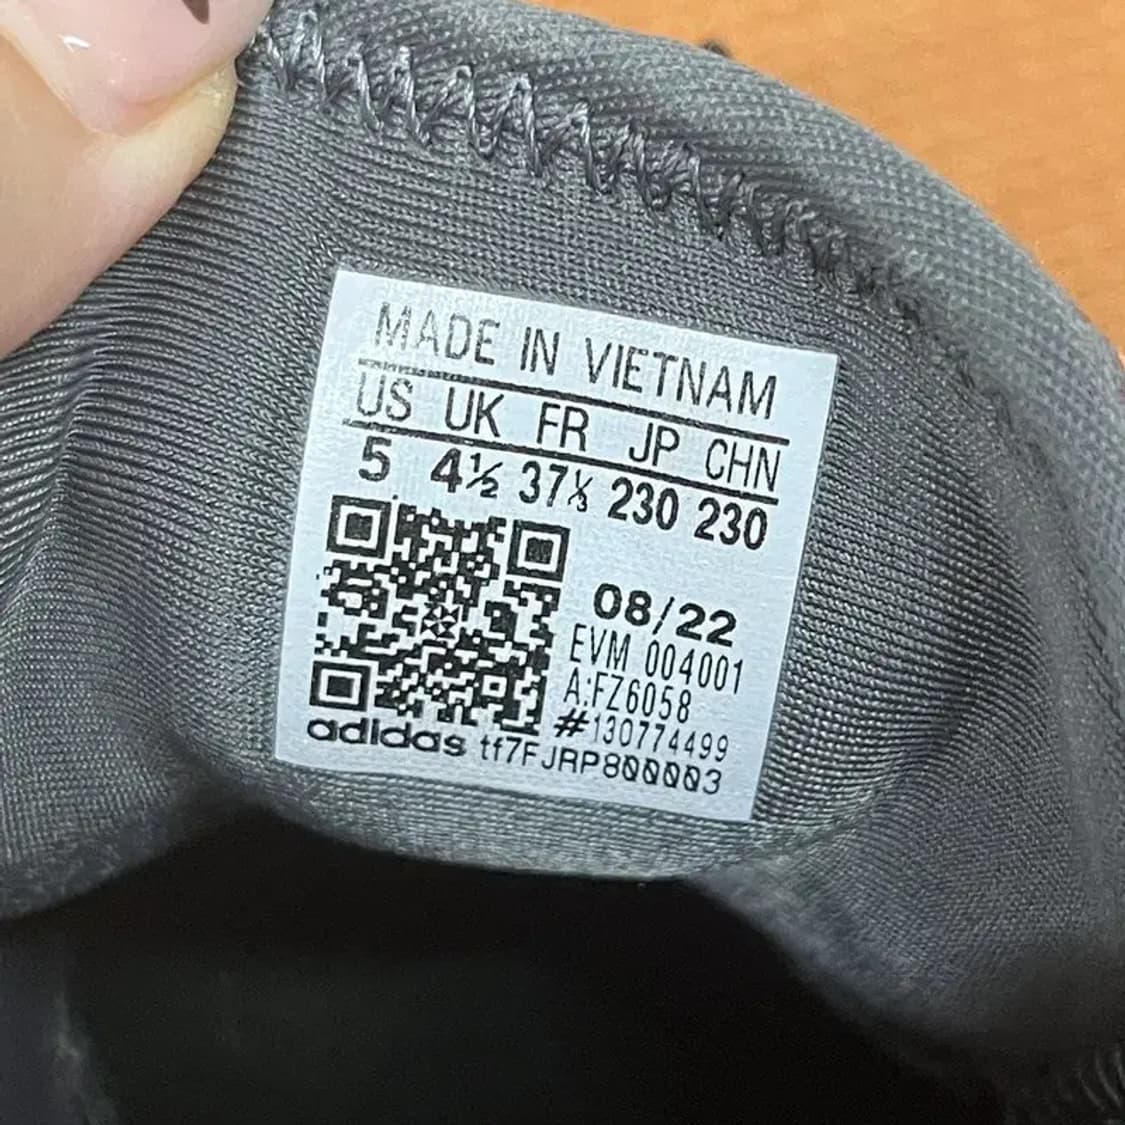 MADE IN VIETNAM
US UK FR JP CHN
5 4½ 37⅓ 230 230
08/22
EVM 004001
A:FZ6058
#130774499
adidas tf7FJRP800003